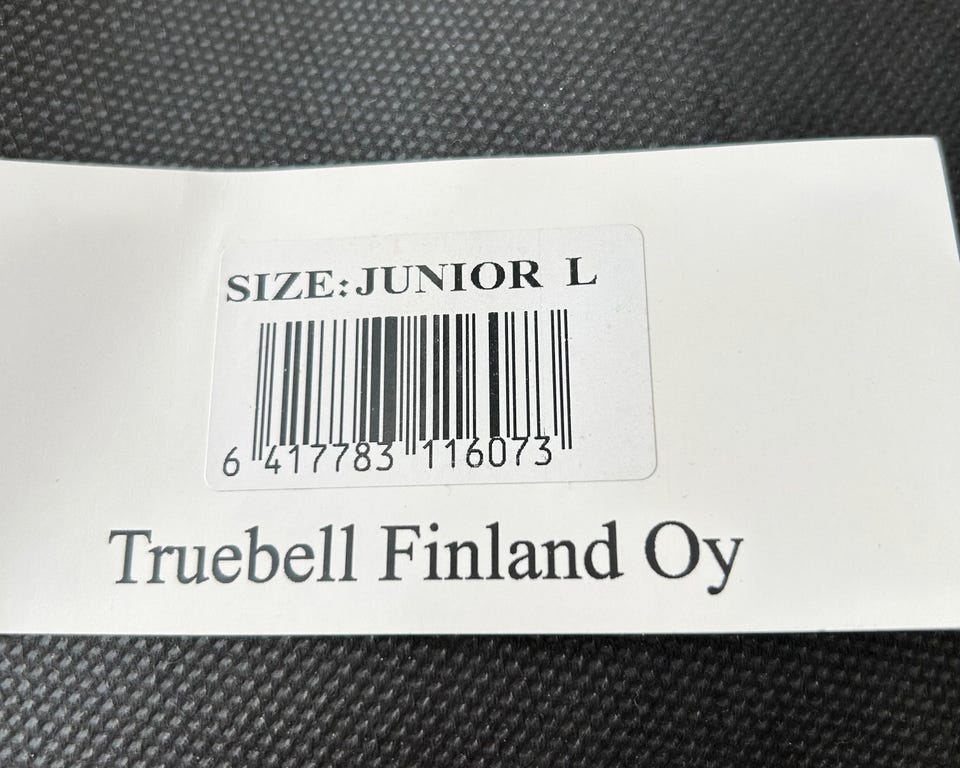 SIZE:JUNIOR L
6 417783 116073
Truebell Finland Oy